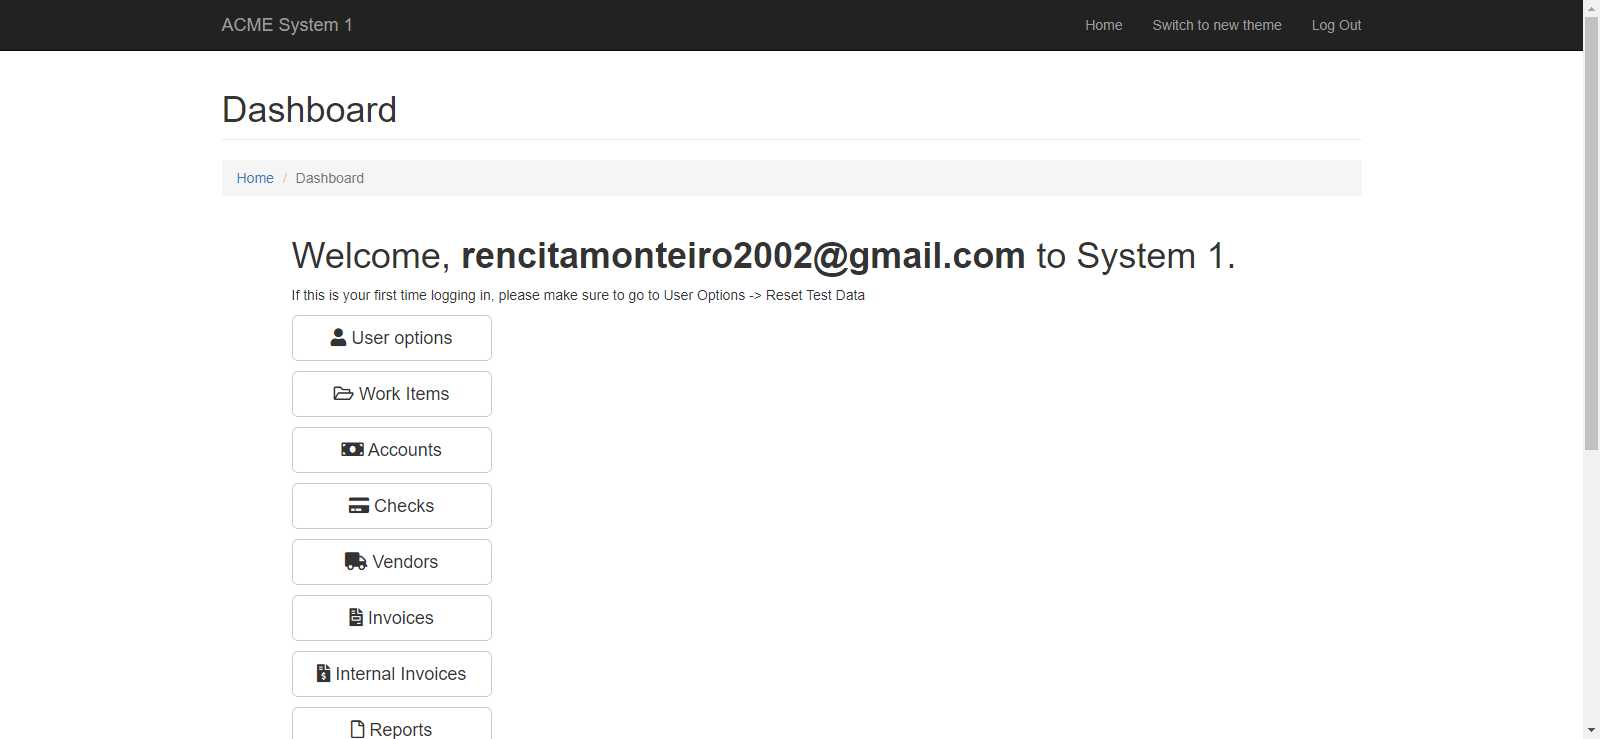 ACME System 1
Home Switch to new theme Log Out
Dashboard
Home / Dashboard
Welcome, rencitamonteiro2002@gmail.com to System 1.
If this is your first time logging in, please make sure to go to User Options -> Reset Test Data
User options
Work Items
Accounts
Checks
Vendors
Invoices
Internal Invoices
Reports